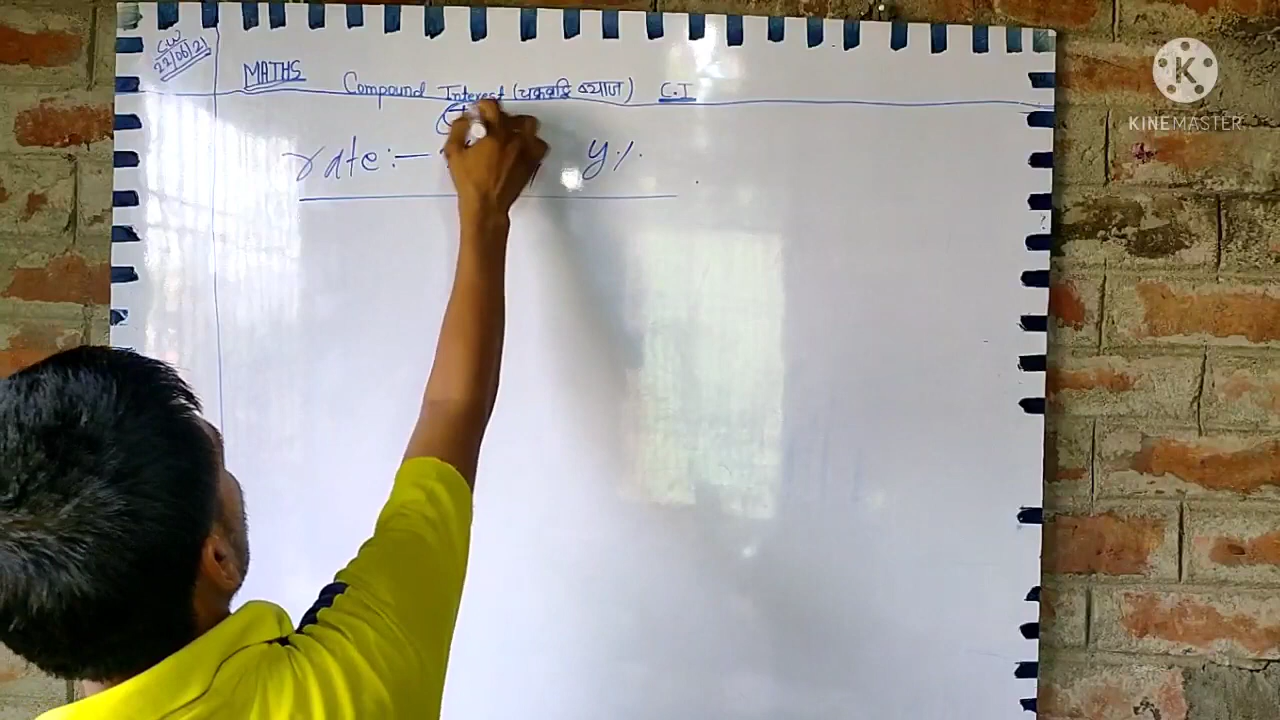 CW
22/06/21
MATHS
Compound Interest (चक्रवृद्धि ब्याज) C.I
rate:- y%
KINEMASTER